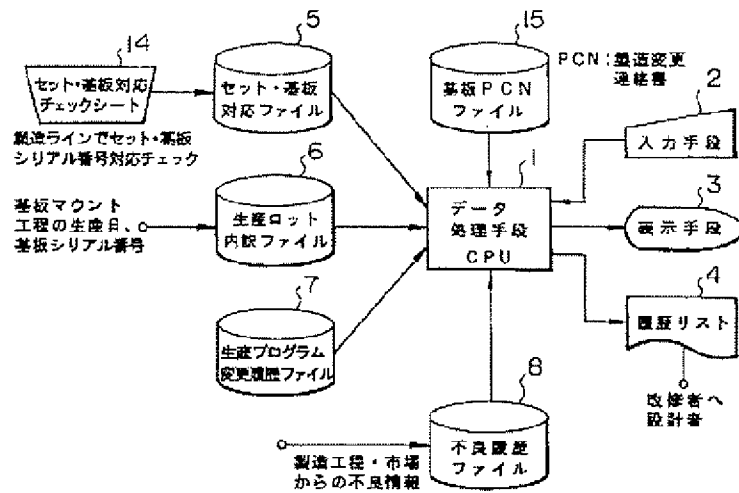 14
セット・基板対応
チェックシート
製造ラインでセット・基板
シリアル番号対応チェック
5
セット・基板
対応ファイル
15
基板PCN
ファイル
PCN:製造変更
連絡書
2
入力手段
基板マウント
工程の生産日、
基板シリアル番号
6
生産ロット
内訳ファイル
1
データ
処理手段
CPU
3
表示手段
7
生産プログラム
変更履歴ファイル
4
履歴リスト
改修者へ
設計者
8
不良履歴
ファイル
製造工程・市場
からの不良情報